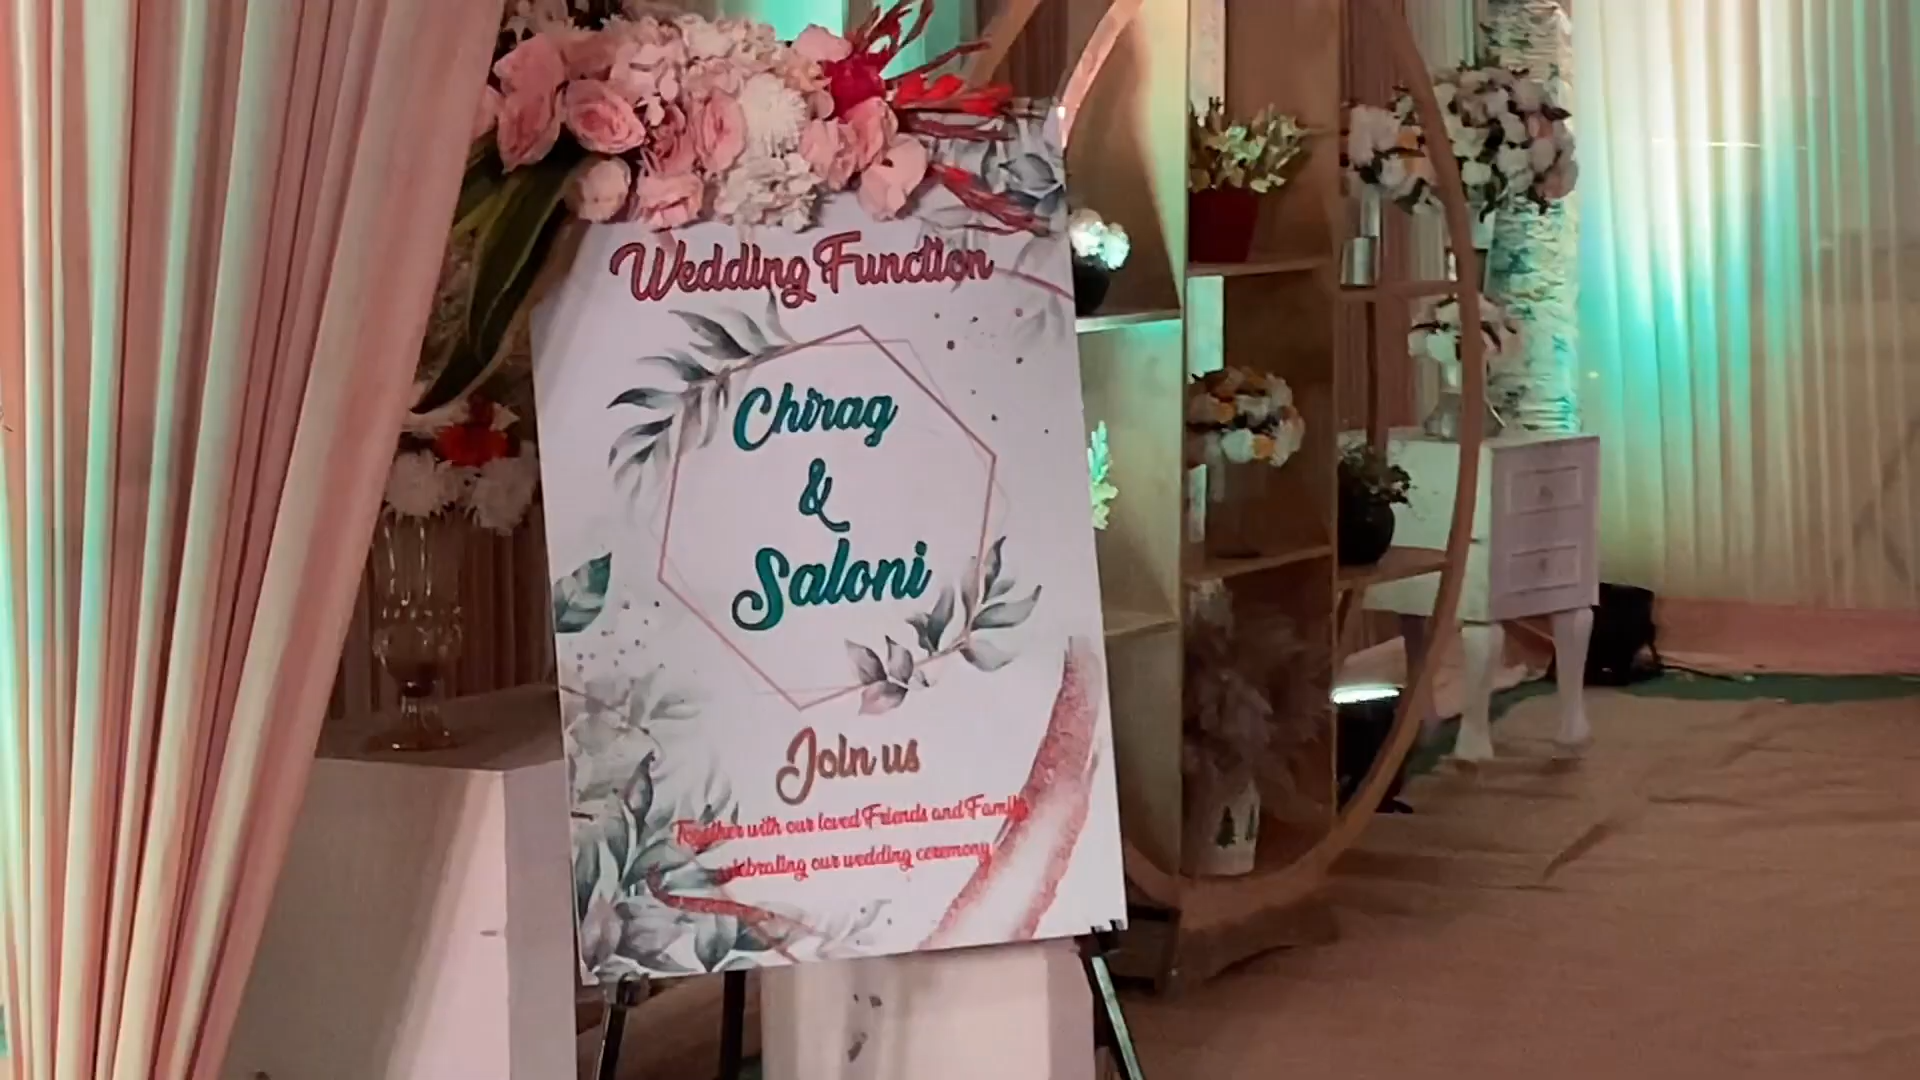 Wedding Function
Chirag
&
Saloni
Join us
Together with our loved Friends and Family
celebrating our wedding ceremony